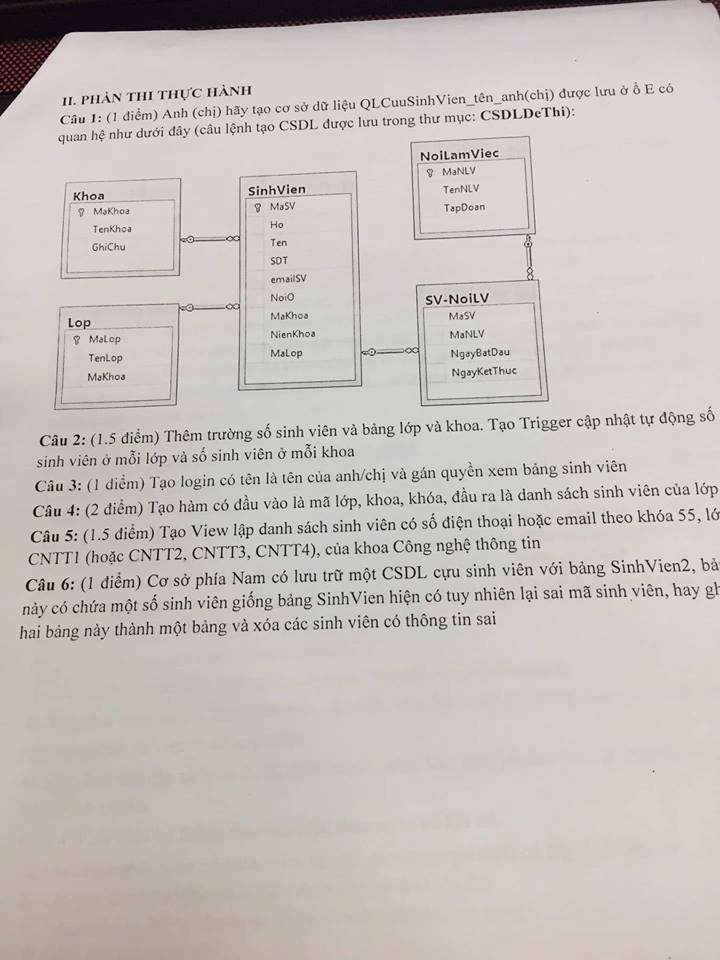 II. PHẦN THI THỰC HÀNH
Câu 1: (1 điểm) Anh (chị) hãy tạo cơ sở dữ liệu QLCuuSinhVien_tên_anh(chị) được lưu ở ổ E có
quan hệ như dưới đây (câu lệnh tạo CSDL được lưu trong thư mục: CSDLDeThi):
Khoa
MaKhoa
TenKhoa
GhiChu
Lop
MaLop
TenLop
MaKhoa
SinhVien
MaSV
Ho
Ten
SDT
emailSV
NoiO
MaKhoa
NienKhoa
MaLop
NoiLamViec
MaNLV
TenNLV
TapDoan
SV-NoiLV
MaSV
MaNLV
NgayBatDau
NgayKetThuc
Câu 2: (1.5 điểm) Thêm trường số sinh viên và bảng lớp và khoa. Tạo Trigger cập nhật tự động số
sinh viên ở mỗi lớp và số sinh viên ở mỗi khoa
Câu 3: (1 điểm) Tạo login có tên là tên của anh/chị và gán quyền xem bảng sinh viên
Câu 4: (2 điểm) Tạo hàm có đầu vào là mã lớp, khoa, khóa, đầu ra là danh sách sinh viên của lớp
Câu 5: (1.5 điểm) Tạo View lập danh sách sinh viên có số điện thoại hoặc email theo khóa 55,
CNTT1 (hoặc CNTT2, CNTT3, CNTT4), của khoa Công nghệ thông tin
Câu 6: (1 điểm) Cơ sở phía Nam có lưu trữ một CSDL cựu sinh viên với bảng SinhVien2,
này có chứa một số sinh viên giống bảng SinhVien hiện có tuy nhiên lại sai mã sinh viên, hay
hai bảng này thành một bảng và xóa các sinh viên có thông tin sai